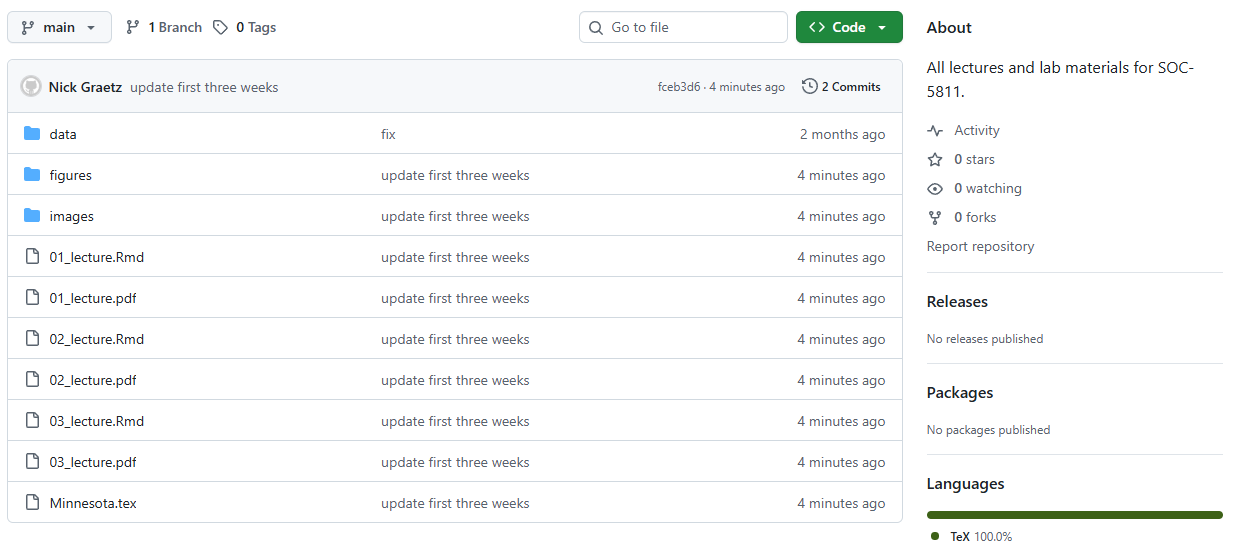 main 1 Branch 0 Tags Go to file Code
Nick Graetz update first three weeks fceb3d6 · 4 minutes ago 2 Commits
data fix 2 months ago
figures update first three weeks 4 minutes ago
images update first three weeks 4 minutes ago
01_lecture.Rmd update first three weeks 4 minutes ago
01_lecture.pdf update first three weeks 4 minutes ago
02_lecture.Rmd update first three weeks 4 minutes ago
02_lecture.pdf update first three weeks 4 minutes ago
03_lecture.Rmd update first three weeks 4 minutes ago
03_lecture.pdf update first three weeks 4 minutes ago
Minnesota.tex update first three weeks 4 minutes ago
About
All lectures and lab materials for SOC-
5811.
Activity
0 stars
0 watching
0 forks
Report repository
Releases
No releases published
Packages
No packages published
Languages
TeX 100.0%